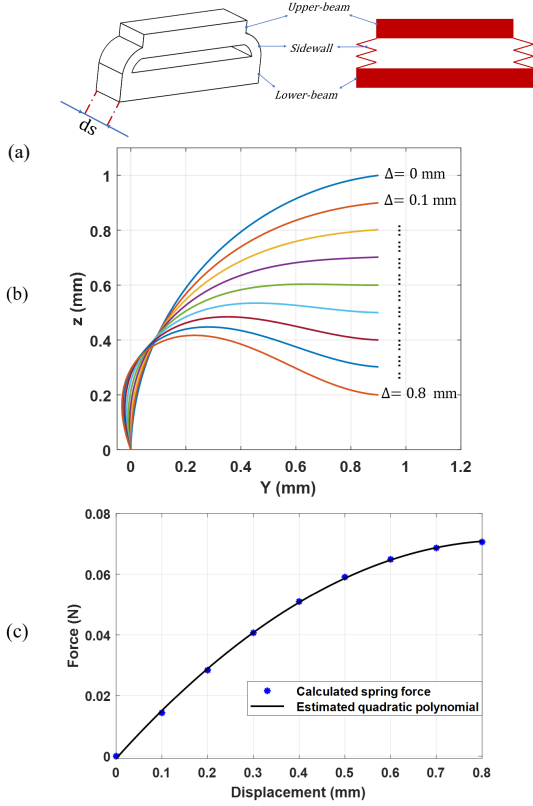 Upper-beam
Sidewall
Lower-beam
ds
(a)
Δ= 0 mm
Δ= 0.1 mm
Δ= 0.8 mm
1
0.8
0.6
0.4
0.2
0
z (mm)
0 0.2 0.4 0.6 0.8 1 1.2
Y (mm)
(b)
0.08
0.06
0.04
0.02
0
Force (N)
Calculated spring force
Estimated quadratic polynomial
0 0.1 0.2 0.3 0.4 0.5 0.6 0.7 0.8
Displacement (mm)
(c)